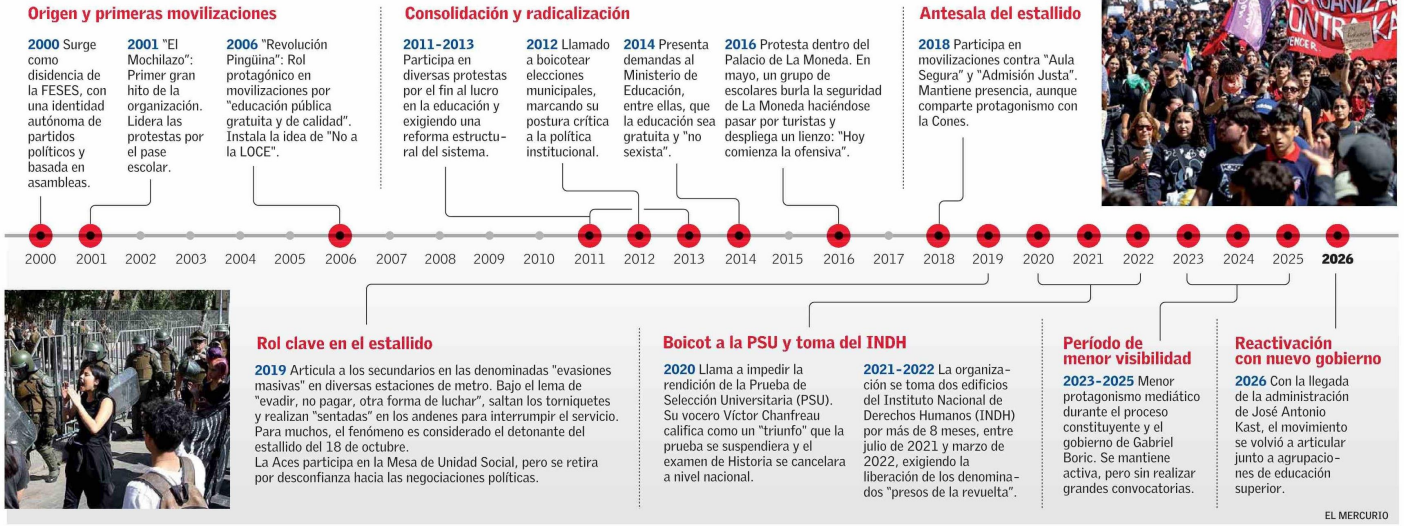 Origen y primeras movilizaciones
2000 Surge
como
disidencia de
la FESES, con
una identidad
autónoma de
partidos
políticos y
basada en
asambleas.
2001 "El
Mochilazo":
Primer gran
hito de la
organización.
Lidera las
protestas por
el pase
escolar.
2006 "Revolución
Pingüina": Rol
protagónico en
movilizaciones por
"educación pública
gratuita y de calidad".
Instala la idea de "No a
la LOCE".
Consolidación y radicalización
2011-2013
Participa en
diversas protestas
por el fin al lucro
en la educación y
exigiendo una
reforma estructu-
ral del sistema.
2012 Llamado
a boicotear
elecciones
municipales,
marcando su
postura crítica
a la política
institucional.
2014 Presenta
demandas al
Ministerio de
Educación,
entre ellas, que
la educación sea
gratuita y "no
sexista".
2016 Protesta dentro del
Palacio de La Moneda. En
mayo, un grupo de
escolares burla la seguridad
de La Moneda haciéndose
pasar por turistas y
despliega un lienzo: "Hoy
comienza la ofensiva".
Antesala del estallido
2018 Participa en
movilizaciones contra "Aula
Segura" y "Admisión Justa".
Mantiene presencia, aunque
comparte protagonismo con
la Cones.
CONTRA KA
VENCER
2000 2001 2002 2003 2004 2005 2006 2007 2008 2009 2010 2011 2012 2013 2014 2015 2016 2017 2018 2019 2020 2021 2022 2023 2024 2025 2026
Rol clave en el estallido
2019 Articula a los secundarios en las denominadas "evasiones
masivas" en diversas estaciones de metro. Bajo el lema de
"evadir, no pagar, otra forma de luchar", saltan los torniquetes
y realizan "sentadas" en los andenes para interrumpir el servicio.
Para muchos, el fenómeno es considerado el detonante del
estallido del 18 de octubre.
La Aces participa en la Mesa de Unidad Social, pero se retira
por desconfianza hacia las negociaciones políticas.
Boicot a la PSU y toma del INDH
2020 Llama a impedir la
rendición de la Prueba de
Selección Universitaria (PSU).
Su vocero Víctor Chanfreau
califica como un "triunfo" que la
prueba se suspendiera y el
examen de Historia se cancelara
a nivel nacional.
2021-2022 La organiza-
ción se toma dos edificios
del Instituto Nacional de
Derechos Humanos (INDH)
por más de 8 meses, entre
julio de 2021 y marzo de
2022, exigiendo la
liberación de los denomina-
dos "presos de la revuelta".
Período de
menor visibilidad
2023-2025 Menor
protagonismo mediático
durante el proceso
constituyente y el
gobierno de Gabriel
Boric. Se mantiene
activa, pero sin realizar
grandes convocatorias.
Reactivación
con nuevo gobierno
2026 Con la llegada
de la administración
de José Antonio
Kast, el movimiento
se volvió a articular
junto a agrupacio-
nes de educación
superior.
EL MERCURIO